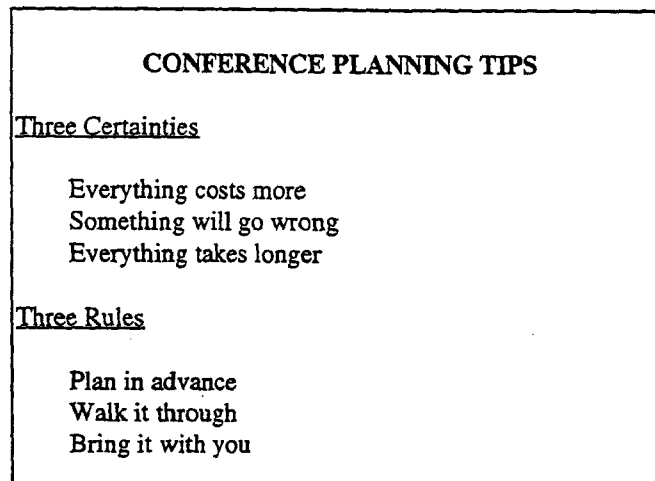 CONFERENCE PLANNING TIPS
Three Certainties
Everything costs more
Something will go wrong
Everything takes longer
Three Rules
Plan in advance
Walk it through
Bring it with you